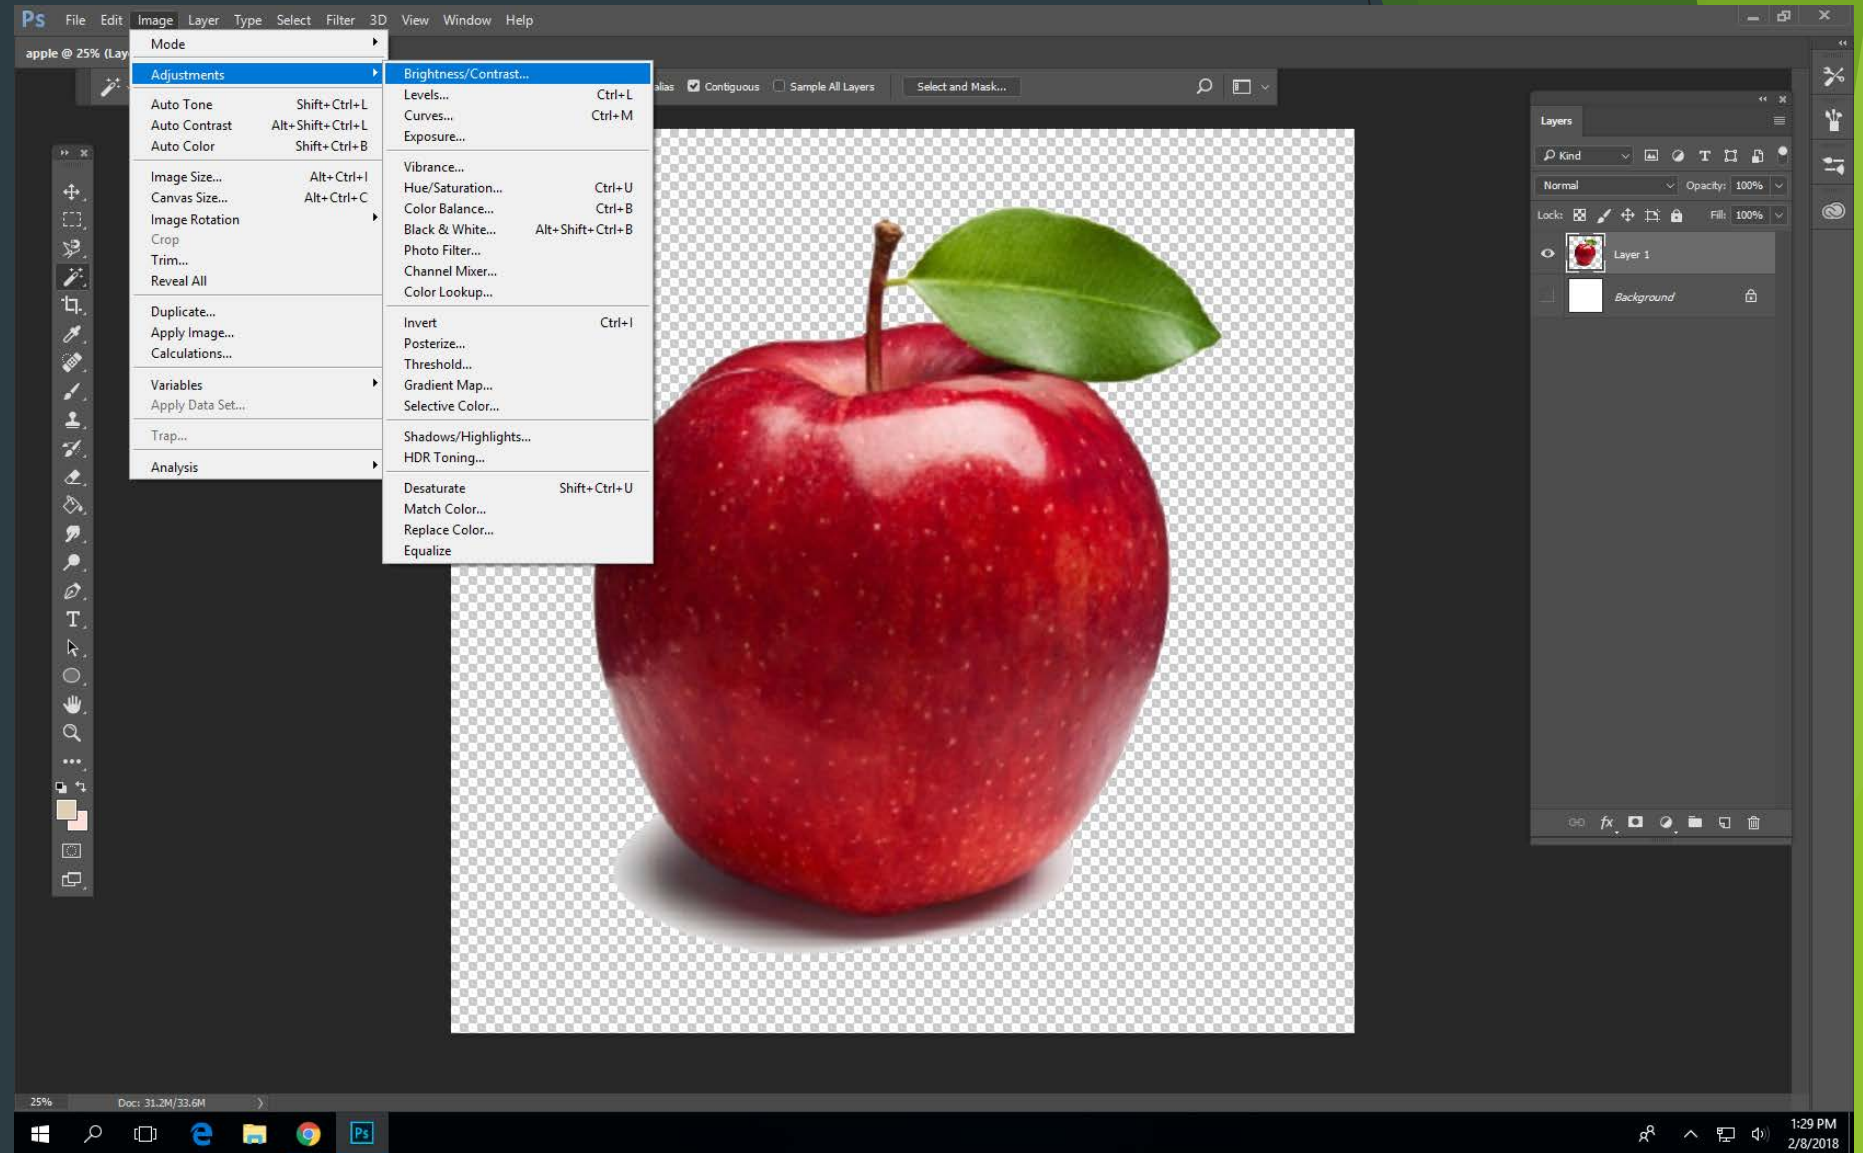 Ps File Edit Image Layer Type Select Filter 3D View Window Help
apple @ 25% (Lay
Mode
Adjustments
Auto Tone Shift+Ctrl+L
Auto Contrast Alt+Shift+Ctrl+L
Auto Color Shift+Ctrl+B
Image Size... Alt+Ctrl+I
Canvas Size... Alt+Ctrl+C
Image Rotation
Crop
Trim...
Reveal All
Duplicate...
Apply Image...
Calculations...
Variables
Apply Data Set...
Trap...
Analysis
Brightness/Contrast...
Levels... Ctrl+L
Curves... Ctrl+M
Exposure...
Vibrance...
Hue/Saturation... Ctrl+U
Color Balance... Ctrl+B
Black & White... Alt+Shift+Ctrl+B
Photo Filter...
Channel Mixer...
Color Lookup...
Invert Ctrl+I
Posterize...
Threshold...
Gradient Map...
Selective Color...
Shadows/Highlights...
HDR Toning...
Desaturate Shift+Ctrl+U
Match Color...
Replace Color...
Equalize
alias Contiguous Sample All Layers Select and Mask...
Layers
Kind
Normal Opacity: 100%
Lock: Fill: 100%
Layer 1
Background
fx
25% Doc: 31.2M/33.6M
Ps
1:29 PM
2/8/2018